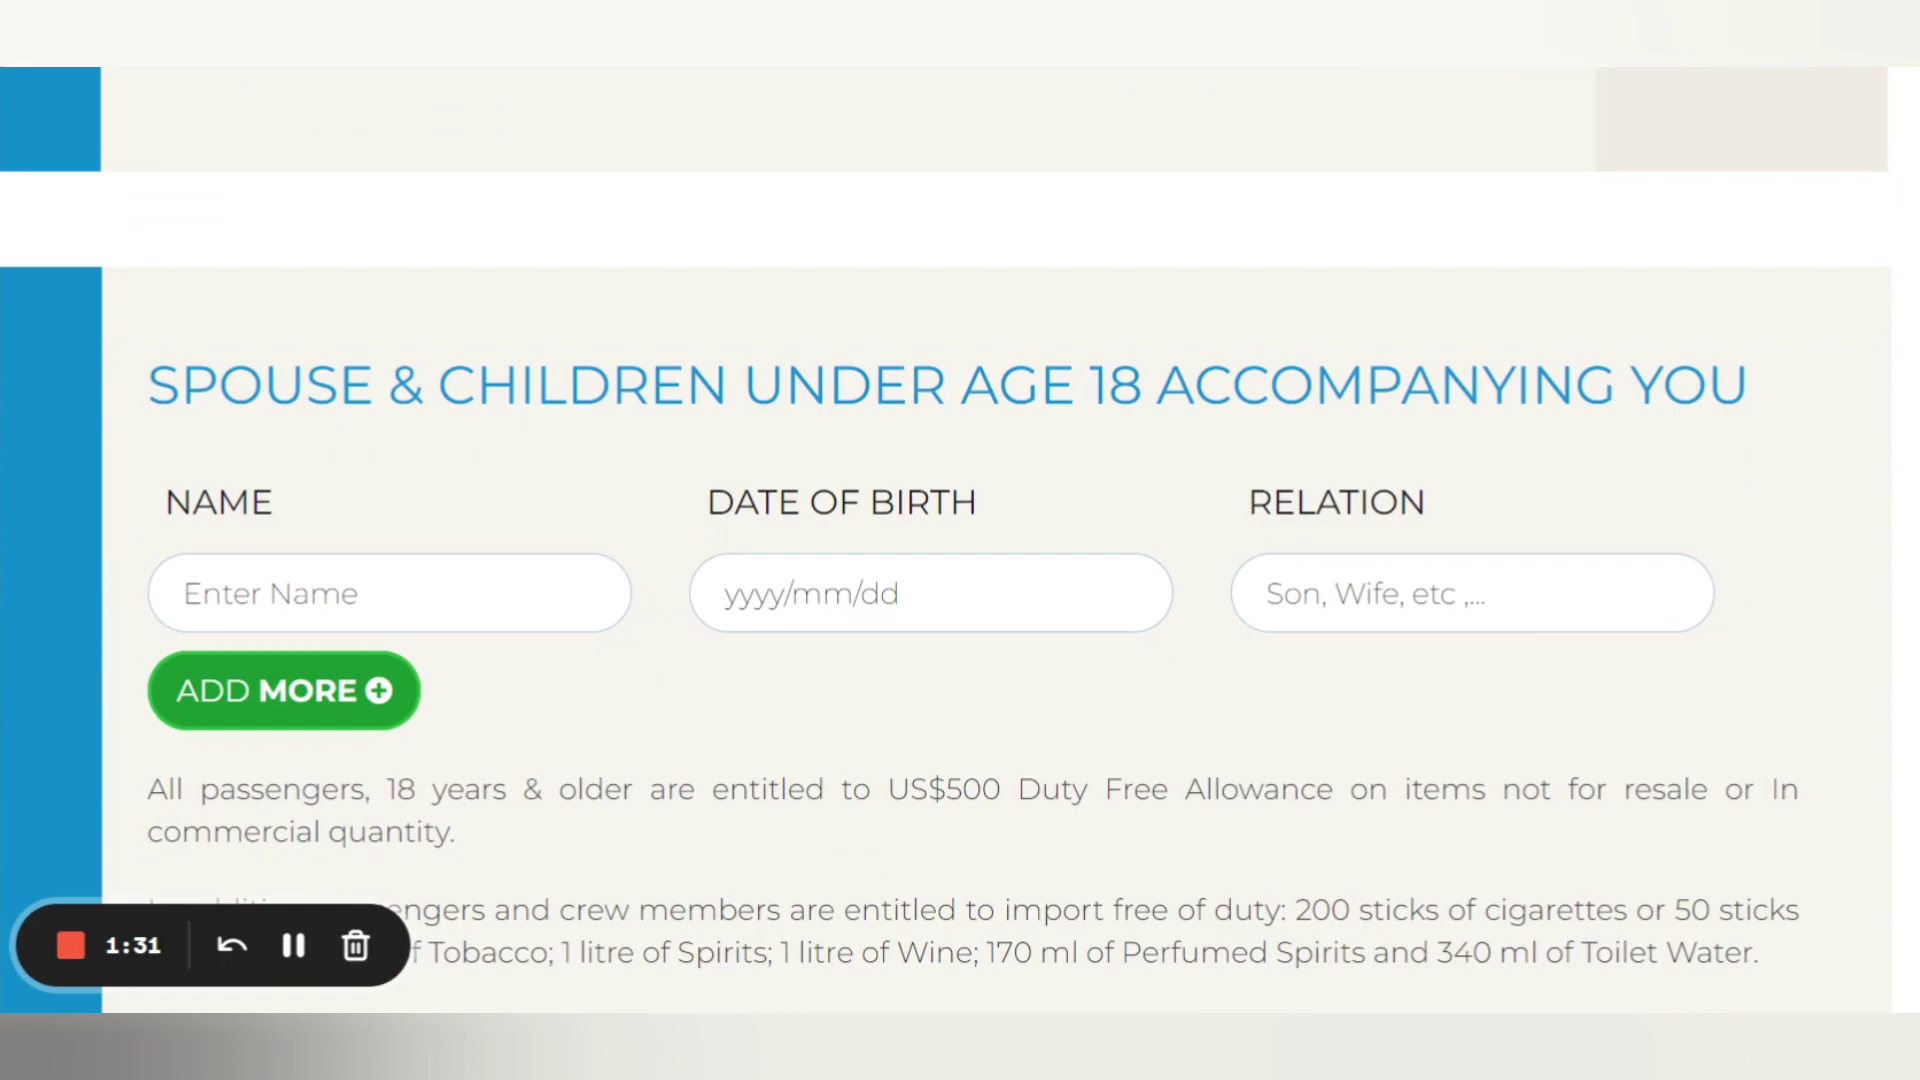 SPOUSE & CHILDREN UNDER AGE 18 ACCOMPANYING YOU
NAME DATE OF BIRTH RELATION
Enter Name yyyy/mm/dd Son, Wife, etc ,...
ADD MORE
All passengers, 18 years & older are entitled to US$500 Duty Free Allowance on items not for resale or In
commercial quantity.
and crew members are entitled to import free of duty: 200 sticks of cigarettes or 50 sticks
Tobacco; 1 litre of Spirits; 1 litre of Wine; 170 ml of Perfumed Spirits and 340 ml of Toilet Water.
1:31